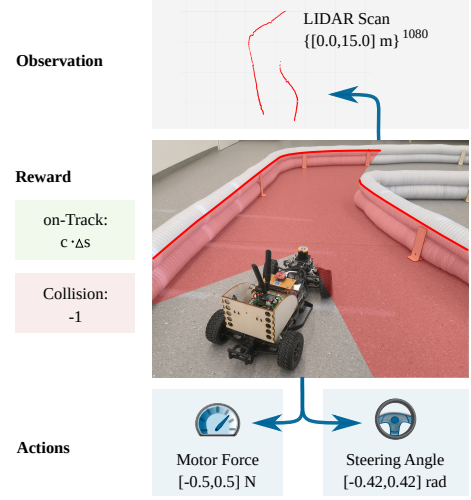 Observation
LIDAR Scan
{[0.0,15.0] m}^1080
Reward
on-Track:
c·Δs
Collision:
-1
Actions
Motor Force
[-0.5,0.5] N
Steering Angle
[-0.42,0.42] rad